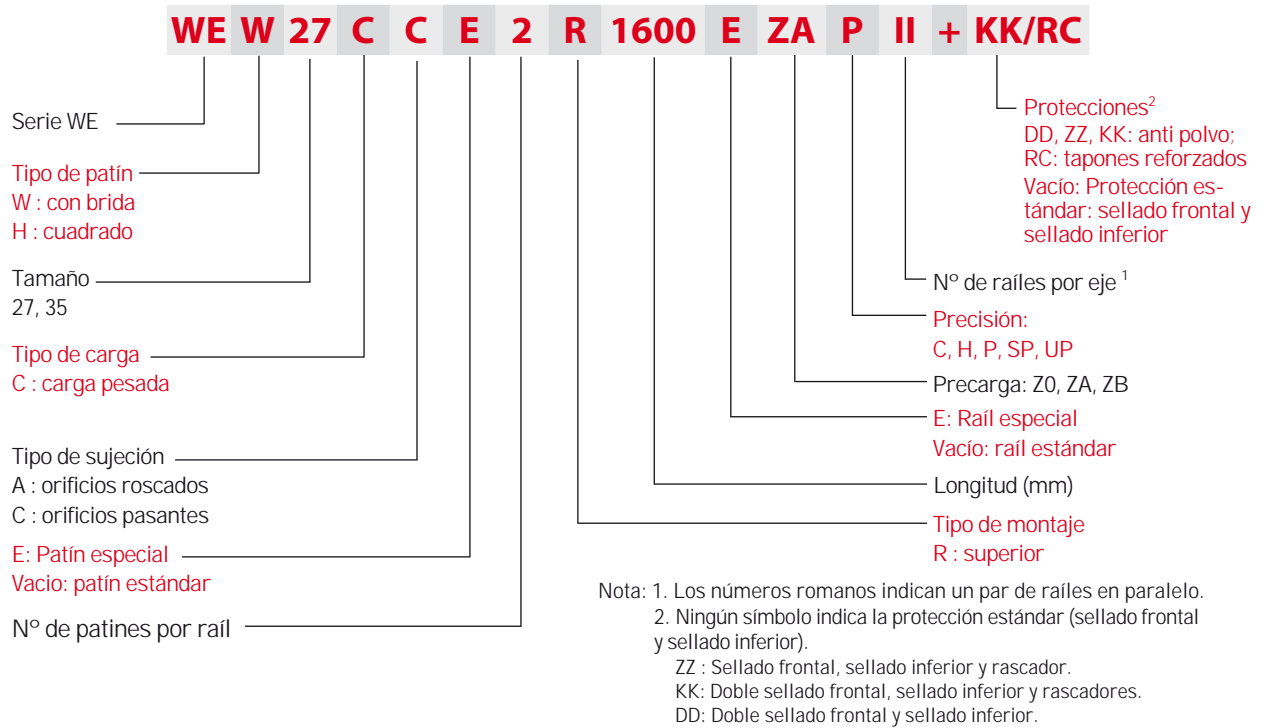 WE W 27 C C E 2 R 1600 E ZA P II + KK/RC
Serie WE
Tipo de patín
W : con brida
H : cuadrado
Tamaño
27, 35
Tipo de carga
C : carga pesada
Tipo de sujeción
A : orificios roscados
C : orificios pasantes
E: Patín especial
Vacio: patín estándar
Nº de patines por raíl
Protecciones²
DD, ZZ, KK: anti polvo;
RC: tapones reforzados
Vacío: Protección es-
tándar: sellado frontal y
sellado inferior
Nº de raíles por eje ¹
Precisión:
C, H, P, SP, UP
Precarga: Z0, ZA, ZB
E: Raíl especial
Vacío: raíl estándar
Longitud (mm)
Tipo de montaje
R : superior
Nota: 1. Los números romanos indican un par de raíles en paralelo.
2. Ningún símbolo indica la protección estándar (sellado frontal
y sellado inferior).
ZZ : Sellado frontal, sellado inferior y rascador.
KK: Doble sellado frontal, sellado inferior y rascadores.
DD: Doble sellado frontal y sellado inferior.